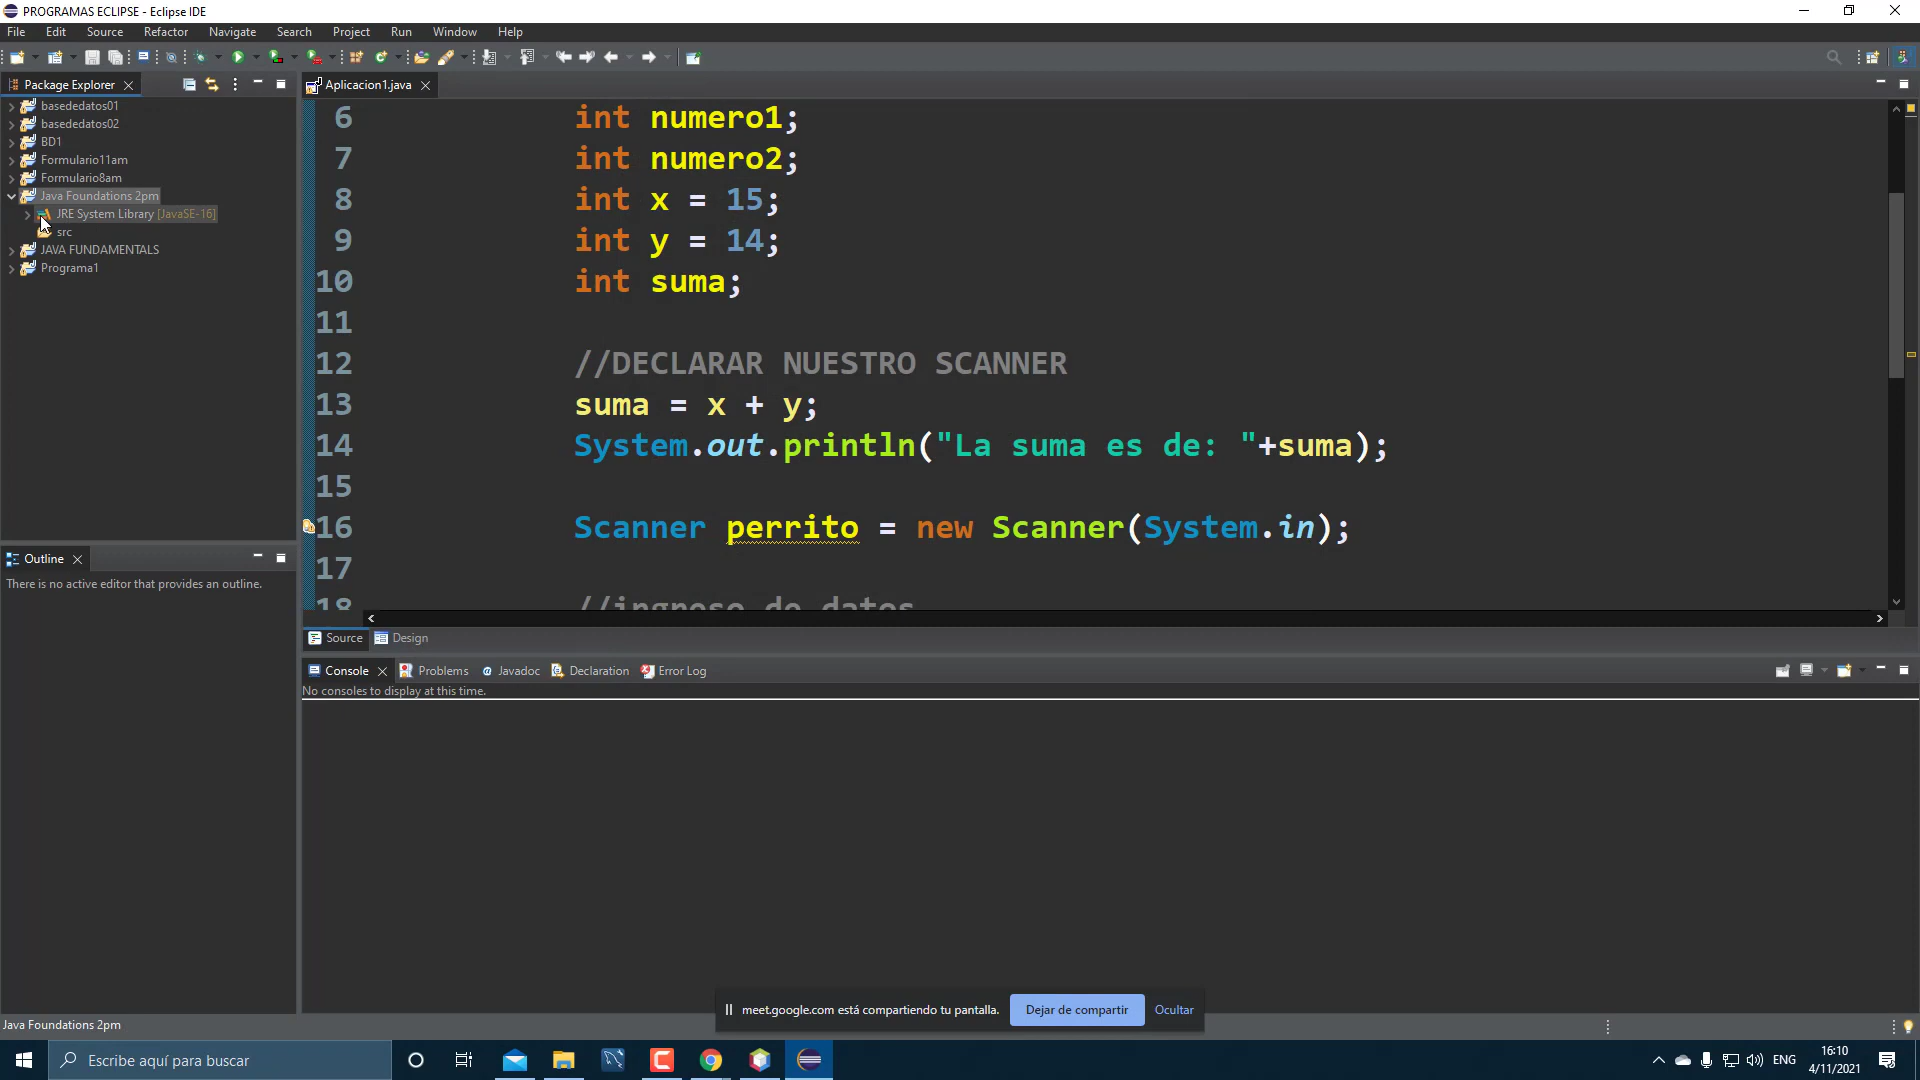 PROGRAMAS ECLIPSE - Eclipse IDE
File Edit Source Refactor Navigate Search Project Run Window Help
Package Explorer
basededatos01
basededatos02
BD1
Formulario11am
Formulario8am
Java Foundations 2pm
JRE System Library [JavaSE-16]
src
JAVA FUNDAMENTALS
Programa1
Outline
There is no active editor that provides an outline.
Aplicacion1.java
6 int numero1;
7 int numero2;
8 int x = 15;
9 int y = 14;
10 int suma;
11
12 //DECLARAR NUESTRO SCANNER
13 suma = x + y;
14 System.out.println("La suma es de: "+suma);
15
16 Scanner perrito = new Scanner(System.in);
17
18 //ingreso de datos
Source Design
Console Problems Javadoc Declaration Error Log
No consoles to display at this time.
meet.google.com está compartiendo tu pantalla. Dejar de compartir Ocultar
Java Foundations 2pm
Escribe aquí para buscar
ENG
16:10
4/11/2021